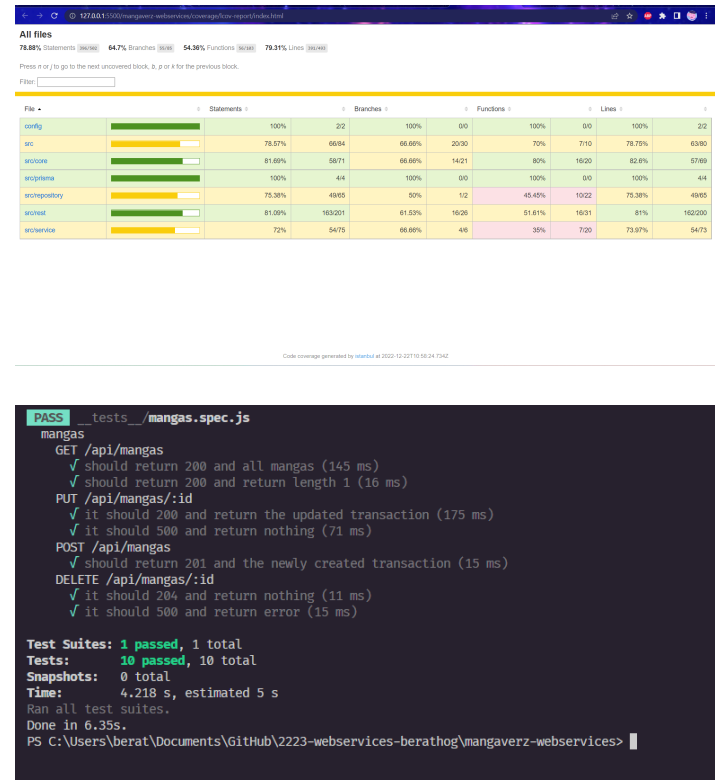 127.0.0.1:5500/mangaverz-webservices/coverage/lcov-report/index.html
All files
78.88% Statements 396/502 64.7% Branches 55/85 54.36% Functions 56/103 79.31% Lines 391/493
Press n or j to go to the next uncovered block, b, p or k for the previous block.
Filter:
File Statements Branches Functions Lines
config 100% 2/2 100% 0/0 100% 0/0 100% 2/2
src 78.57% 66/84 66.66% 20/30 70% 7/10 78.75% 63/80
src/core 81.69% 58/71 66.66% 14/21 80% 16/20 82.6% 57/69
src/prisma 100% 4/4 100% 0/0 100% 0/0 100% 4/4
src/repository 75.38% 49/65 50% 1/2 45.45% 10/22 75.38% 49/65
src/rest 81.09% 163/201 61.53% 16/26 51.61% 16/31 81% 162/200
src/service 72% 54/75 66.66% 4/6 35% 7/20 73.97% 54/73
Code coverage generated by istanbul at 2022-12-22T10:58:24.734Z
PASS __tests__/mangas.spec.js
mangas
GET /api/mangas
√ should return 200 and all mangas (145 ms)
√ should return 200 and return length 1 (16 ms)
PUT /api/mangas/:id
√ it should 200 and return the updated transaction (175 ms)
√ it should 500 and return nothing (71 ms)
POST /api/mangas
√ should return 201 and the newly created transaction (15 ms)
DELETE /api/mangas/:id
√ it should 204 and return nothing (11 ms)
√ it should 500 and return error (15 ms)
Test Suites: 1 passed, 1 total
Tests: 10 passed, 10 total
Snapshots: 0 total
Time: 4.218 s, estimated 5 s
Ran all test suites.
Done in 6.35s.
PS C:\Users\berat\Documents\GitHub\2223-webservices-berathog\mangaverz-webservices>